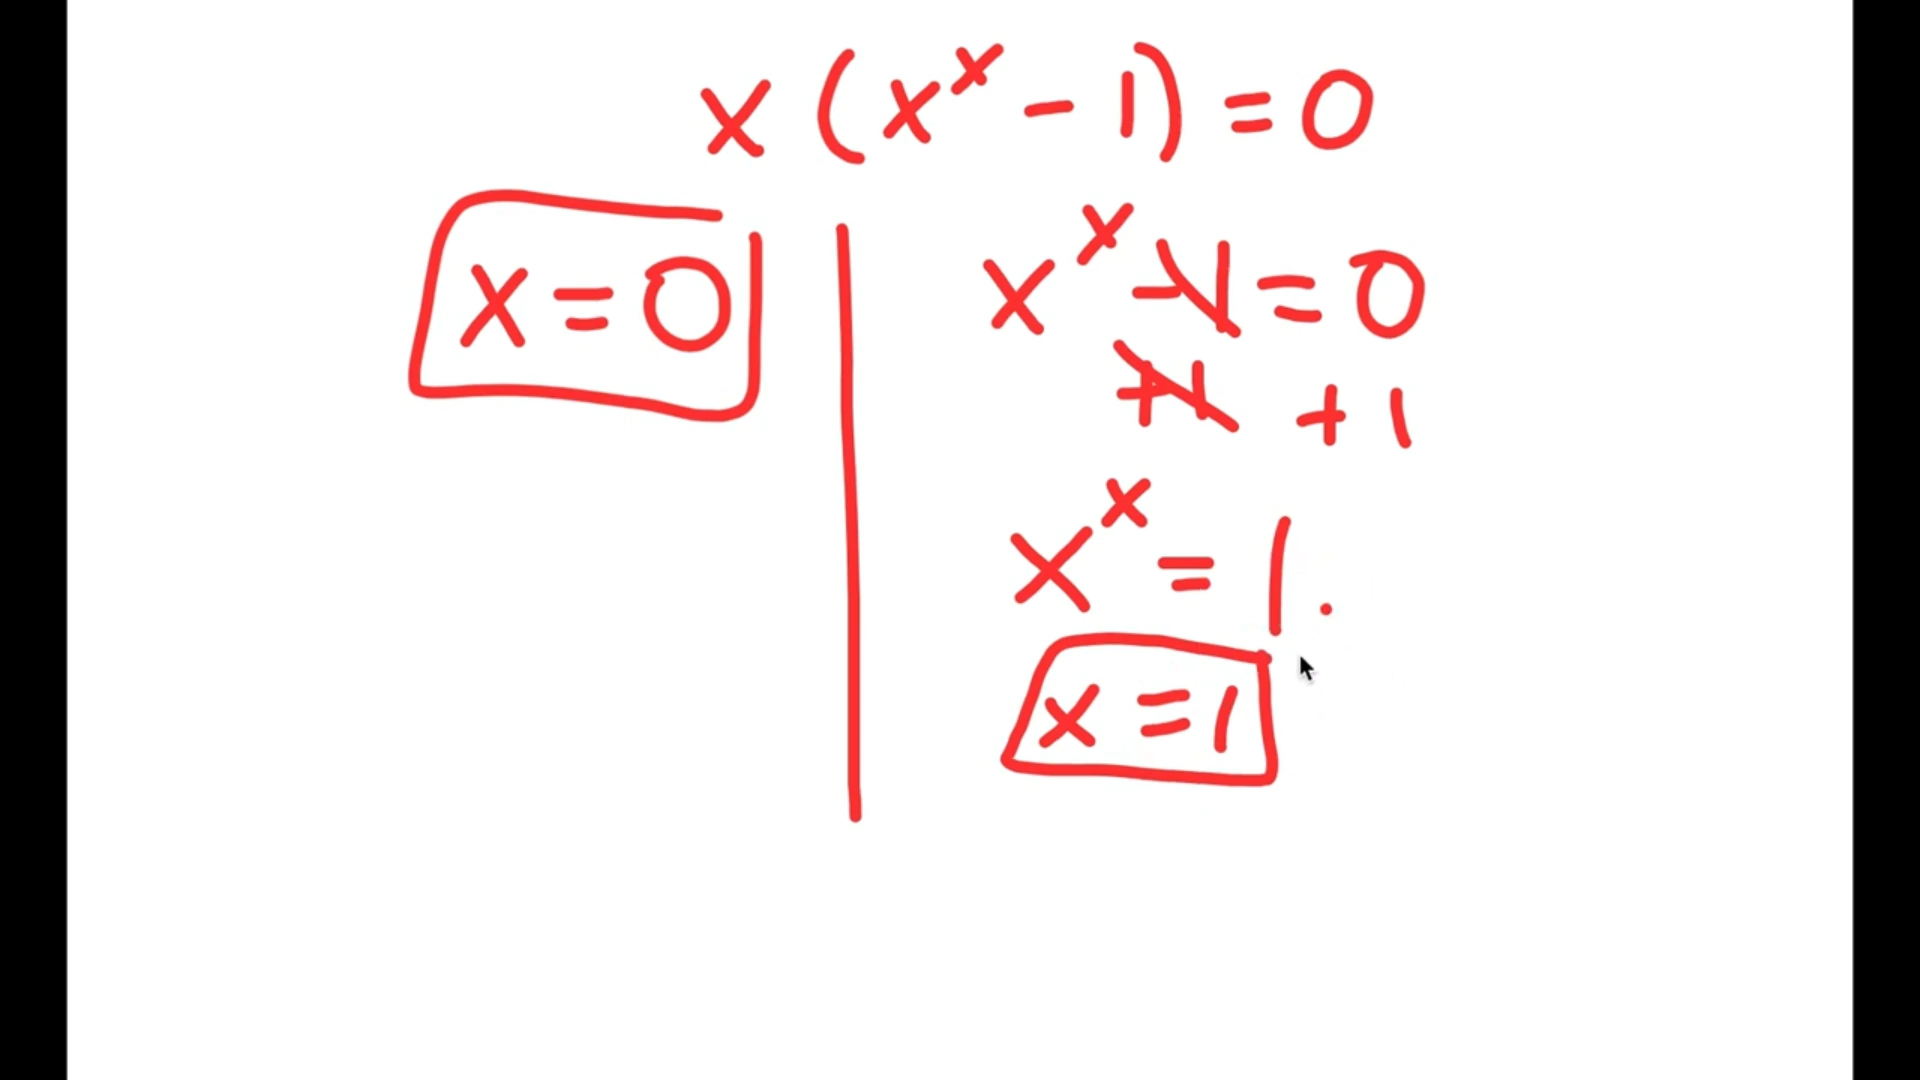 x (x^x - 1) = 0
x = 0
x^x - 1 = 0
+1 +1
x^x = 1.
x = 1